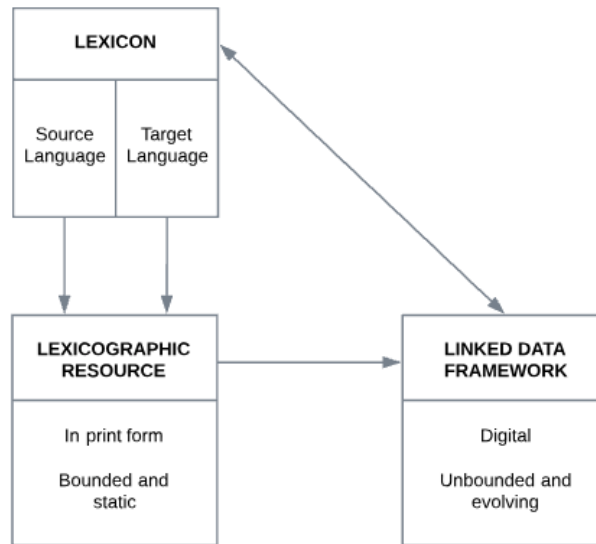 LEXICON
Source
Language
Target
Language
LEXICOGRAPHIC
RESOURCE
In print form
Bounded and
static
LINKED DATA
FRAMEWORK
Digital
Unbounded and
evolving